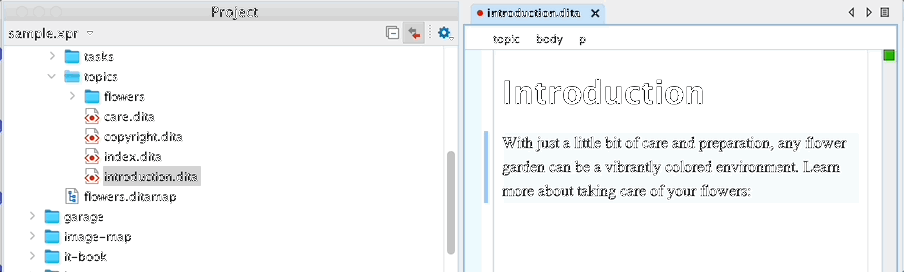 Project
sample.xpr
tasks
topics
flowers
care.dita
copyright.dita
index.dita
introduction.dita
flowers.ditamap
garage
image-map
it-book
introduction.dita
topic body p
Introduction
With just a little bit of care and preparation, any flower
garden can be a vibrantly colored environment. Learn
more about taking care of your flowers: